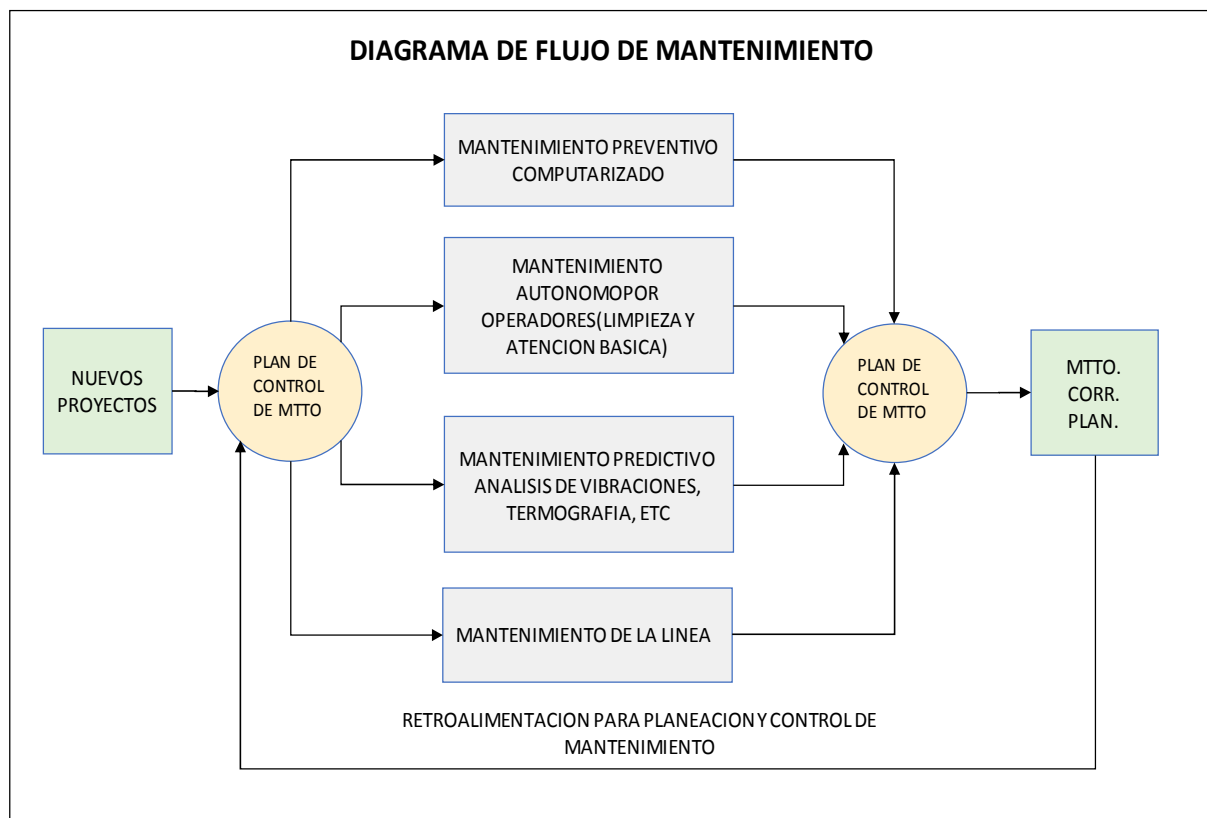 DIAGRAMA DE FLUJO DE MANTENIMIENTO
MANTENIMIENTO PREVENTIVO
COMPUTARIZADO
MANTENIMIENTO
AUTONOMOPOR
OPERADORES(LIMPIEZA Y
ATENCION BASICA)
NUEVOS
PROYECTOS
PLAN DE
CONTROL
DE MTTO
PLAN DE
CONTROL
DE MTTO
MTTO.
CORR.
PLAN.
MANTENIMIENTO PREDICTIVO
ANALISIS DE VIBRACIONES,
TERMOGRAFIA, ETC
MANTENIMIENTO DE LA LINEA
RETROALIMENTACION PARA PLANEACION Y CONTROL DE
MANTENIMIENTO